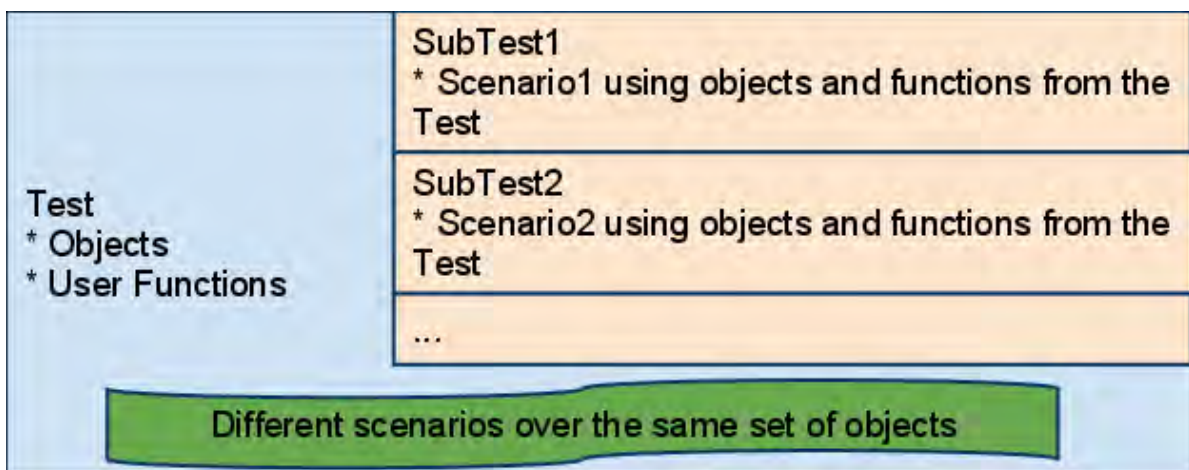 Test
* Objects
* User Functions
SubTest1
* Scenario1 using objects and functions from the
Test
SubTest2
* Scenario2 using objects and functions from the
Test
...
Different scenarios over the same set of objects